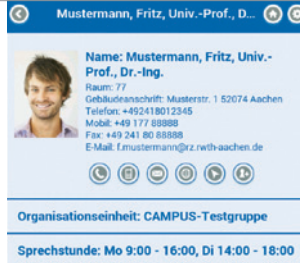 Mustermann, Fritz, Univ.-Prof., D...
Name: Mustermann, Fritz, Univ.-
Prof., Dr.-Ing.
Raum: 77
Gebäudeanschrift: Musterstr. 1 52074 Aachen
Telefon: +492418012345
Mobil: +49 177 88888
Fax: +49 241 80 88888
E-Mail: f.mustermann@rz.rwth-aachen.de
Organisationseinheit: CAMPUS-Testgruppe
Sprechstunde: Mo 9:00 - 16:00, Di 14:00 - 18:00